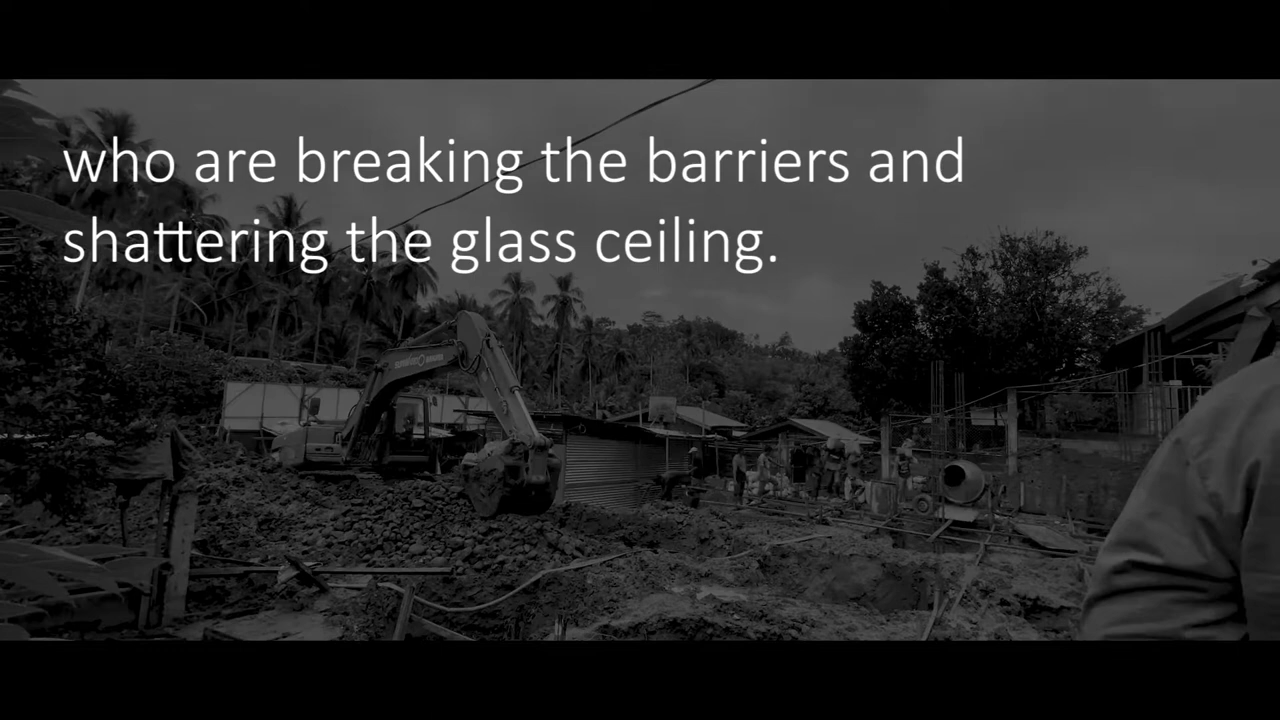 who are breaking the barriers and
shattering the glass ceiling.